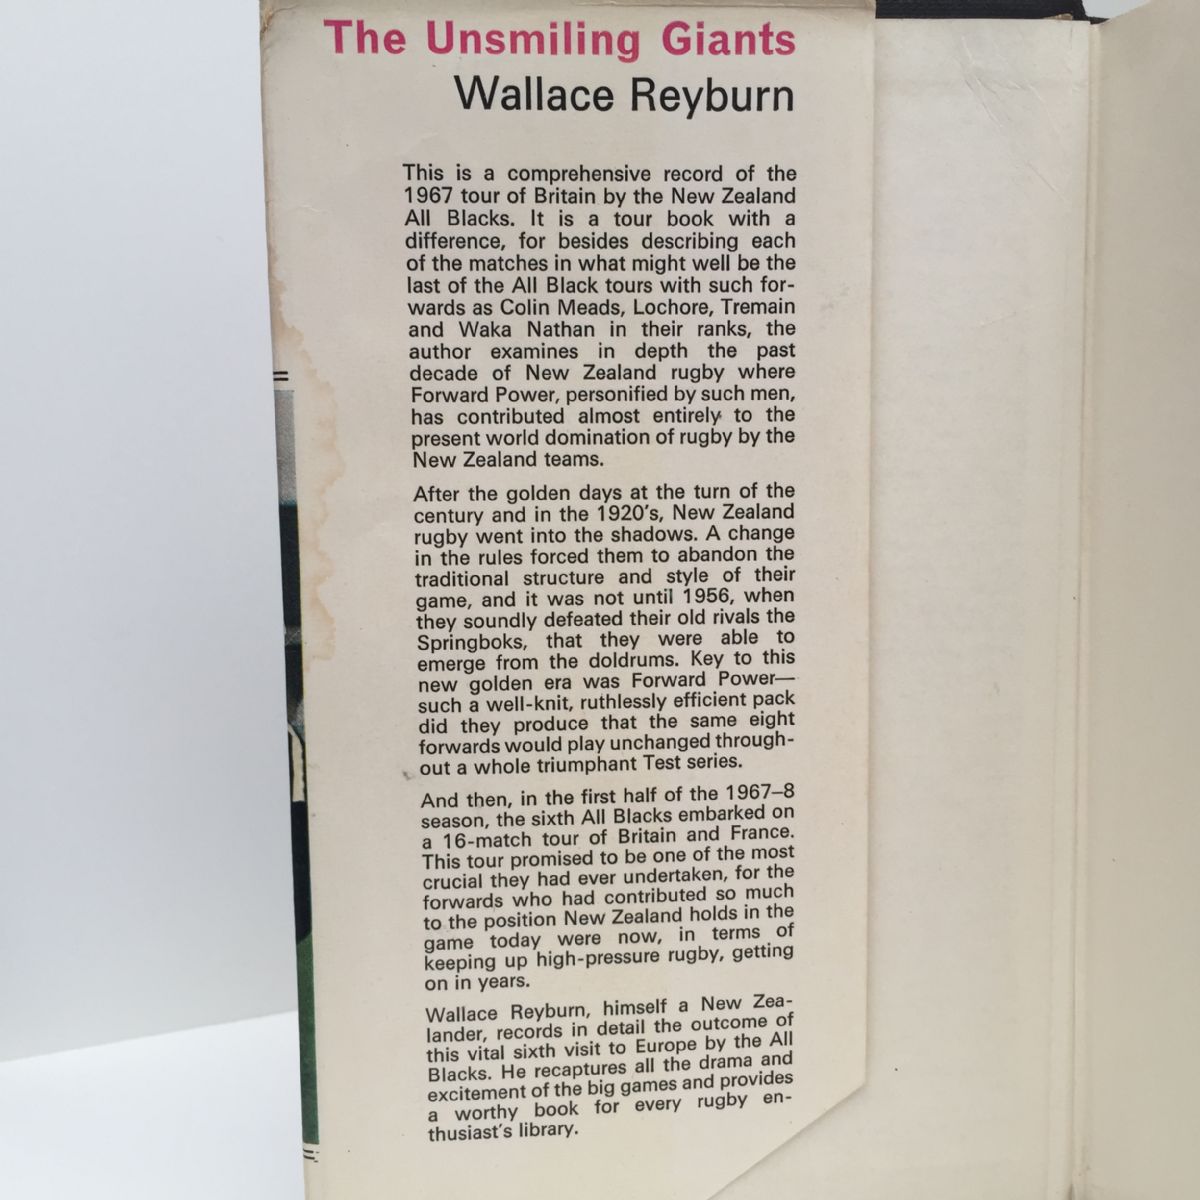 The Unsmiling Giants
Wallace Reyburn
This is a comprehensive record of the
1967 tour of Britain by the New Zealand
All Blacks. It is a tour book with a
difference, for besides describing each
of the matches in what might well be the
last of the All Black tours with such for-
wards as Colin Meads, Lochore, Tremain
and Waka Nathan in their ranks, the
author examines in depth the past
decade of New Zealand rugby where
Forward Power, personified by such men,
has contributed almost entirely to the
present world domination of rugby by the
New Zealand teams.
After the golden days at the turn of the
century and in the 1920's, New Zealand
rugby went into the shadows. A change
in the rules forced them to abandon the
traditional structure and style of their
game, and it was not until 1956, when
they soundly defeated their old rivals the
Springboks, that they were able to
emerge from the doldrums. Key to this
new golden era was Forward Power—
such a well-knit, ruthlessly efficient pack
did they produce that the same eight
forwards would play unchanged through-
out a whole triumphant Test series.
And then, in the first half of the 1967–8
season, the sixth All Blacks embarked on
a 16-match tour of Britain and France.
This tour promised to be one of the most
crucial they had ever undertaken, for the
forwards who had contributed so much
to the position New Zealand holds in the
game today were now, in terms of
keeping up high-pressure rugby, getting
on in years.
Wallace Reyburn, himself a New Zea-
lander, records in detail the outcome of
this vital sixth visit to Europe by the All
Blacks. He recaptures all the drama and
excitement of the big games and provides
a worthy book for every rugby en-
thusiast's library.